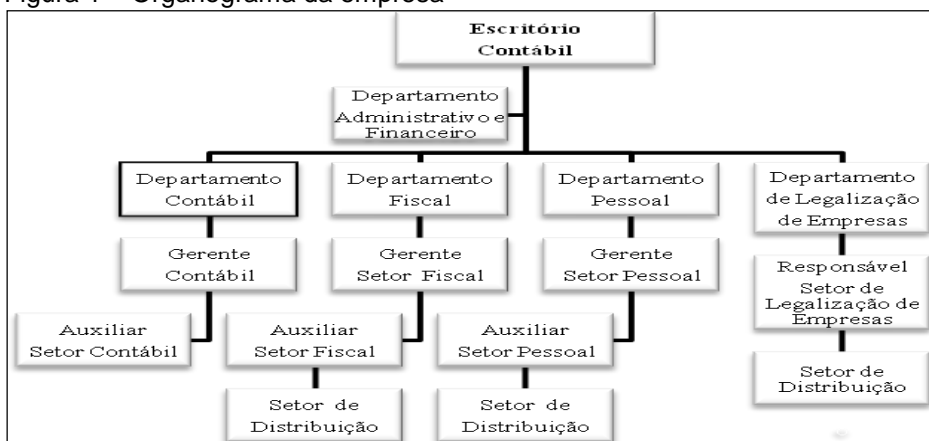 Figura 1 – Organograma da empresa
Escritório
Contábil
Departamento
Administrativo e
Financeiro
Departamento
Contábil
Departamento
Fiscal
Departamento
Pessoal
Departamento
de Legalização
de Empresas
Gerente
Contábil
Gerente
Setor Fiscal
Gerente
Setor Pessoal
Responsável
Setor de
Legalização de
Empresas
Auxiliar
Setor Contábil
Auxiliar
Setor Fiscal
Auxiliar
Setor Pessoal
Setor de
Distribuição
Setor de
Distribuição
Setor de
Distribuição